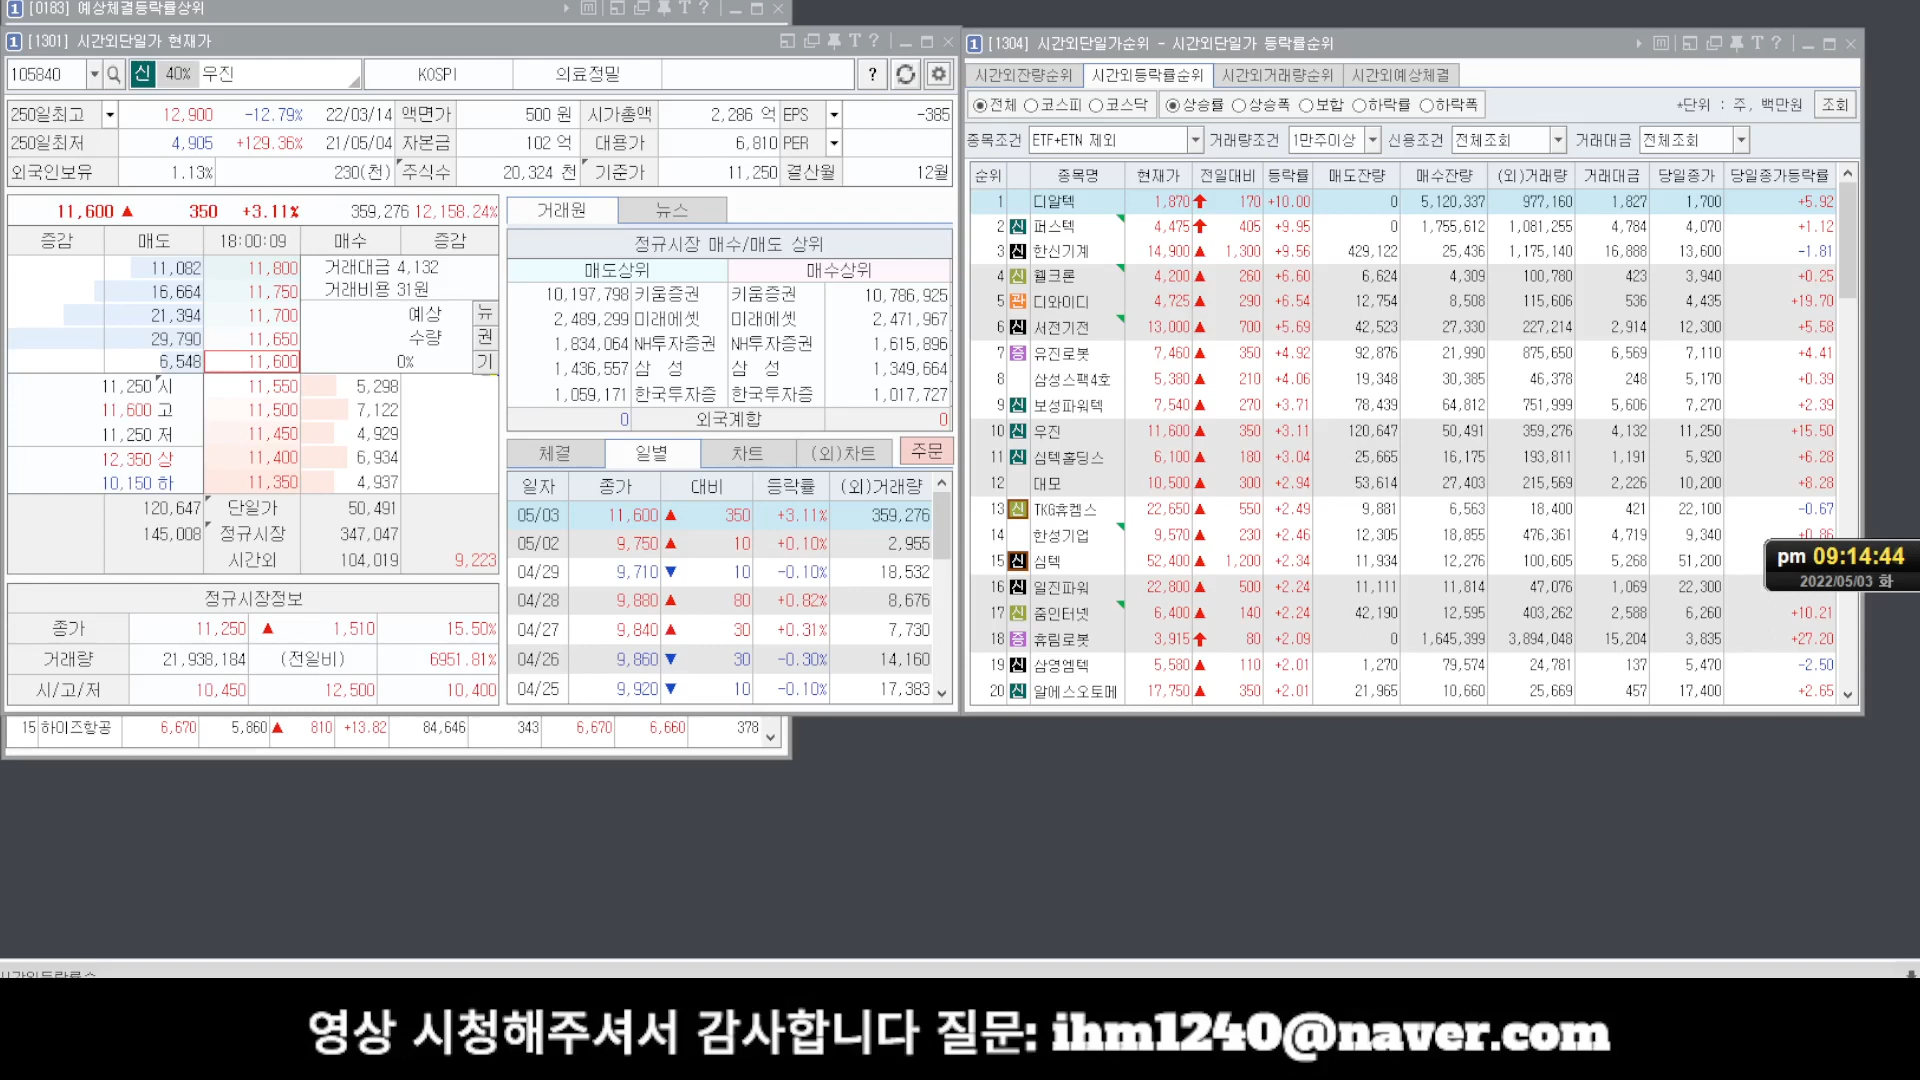 1 [0183] 예상체결등락률상위
1 [1301] 시간외단일가 현재가
105840 신 40% 우진 KOSPI 의료정밀
250일최고 12,900 -12.79% 22/03/14 액면가 500 원 시가총액 2,286 억 EPS -385
250일최저 4,905 +129.36% 21/05/04 자본금 102 억 대용가 6,810 PER
외국인보유 1.13% 230(천) 주식수 20,324 천 기준가 11,250 결산월 12월
11,600 ▲ 350 +3.11% 359,276 12,158.24%
증감 매도 18:00:09 매수 증감
11,082 11,800 거래대금 4,132
16,664 11,750 거래비용 31원
21,394 11,700 예상 뉴
29,790 11,650 수량 권
6,548 11,600 0% 기
11,250 시 11,550 5,298
11,600 고 11,500 7,122
11,250 저 11,450 4,929
12,350 상 11,400 6,934
10,150 하 11,350 4,937
120,647 단일가 50,491
145,008 정규시장 347,047
시간외 104,019 9,223
정규시장정보
종가 11,250 ▲ 1,510 15.50%
거래량 21,938,184 (전일비) 6951.81%
시/고/저 10,450 12,500 10,400
거래원 뉴스
정규시장 매수/매도 상위
매도상위 매수상위
10,197,798 키움증권 키움증권 10,786,925
2,489,299 미래에셋 미래에셋 2,471,967
1,834,064 NH투자증권 NH투자증권 1,615,896
1,436,557 삼 성 삼 성 1,349,664
1,059,171 한국투자증 한국투자증 1,017,727
0 외국계합 0
체결 일별 차트 (외)차트 주문
일자 종가 대비 등락률 (외)거래량
05/03 11,600 ▲ 350 +3.11% 359,276
05/02 9,750 ▲ 10 +0.10% 2,955
04/29 9,710 ▼ 10 -0.10% 18,532
04/28 9,880 ▲ 80 +0.82% 8,676
04/27 9,840 ▲ 30 +0.31% 7,730
04/26 9,860 ▼ 30 -0.30% 14,160
04/25 9,920 ▼ 10 -0.10% 17,383
15 하이즈항공 6,670 5,860 ▲ 810 +13.82 84,646 343 6,670 6,660 378
1 [1304] 시간외단일가순위 - 시간외단일가 등락률순위
시간외잔량순위 시간외등락률순위 시간외거래량순위 시간외예상체결
전체 코스피 코스닥 상승률 상승폭 보합 하락률 하락폭 *단위 : 주, 백만원 조회
종목조건 ETF+ETN 제외 거래량조건 1만주이상 신용조건 전체조회 거래대금 전체조회
순위 종목명 현재가 전일대비 등락률 매도잔량 매수잔량 (외)거래량 거래대금 당일종가 당일종가등락률
1 디알텍 1,870 ↑ 170 +10.00 0 5,120,337 977,160 1,827 1,700 +5.92
2 신 퍼스텍 4,475 ↑ 405 +9.95 0 1,755,612 1,081,255 4,784 4,070 +1.12
3 신 한신기계 14,900 ▲ 1,300 +9.56 429,122 25,436 1,175,140 16,888 13,600 -1.81
4 신 웰크론 4,200 ▲ 260 +6.60 6,624 4,309 100,780 423 3,940 +0.25
5 관 디와이디 4,725 ▲ 290 +6.54 12,754 8,508 115,606 536 4,435 +19.70
6 신 서전기전 13,000 ▲ 700 +5.69 42,523 27,330 227,214 2,914 12,300 +5.58
7 증 유진로봇 7,460 ▲ 350 +4.92 92,876 21,990 875,650 6,569 7,110 +4.41
8 삼성스팩4호 5,380 ▲ 210 +4.06 19,348 30,385 46,378 248 5,170 +0.39
9 신 보성파워텍 7,540 ▲ 270 +3.71 78,439 64,812 751,999 5,606 7,270 +2.39
10 신 우진 11,600 ▲ 350 +3.11 120,647 50,491 359,276 4,132 11,250 +15.50
11 신 심텍홀딩스 6,100 ▲ 180 +3.04 25,665 16,175 193,811 1,191 5,920 +6.28
12 대모 10,500 ▲ 300 +2.94 53,614 27,403 215,569 2,226 10,200 +8.28
13 신 TKG휴켐스 22,650 ▲ 550 +2.49 9,881 6,563 18,400 421 22,100 -0.67
14 한성기업 9,570 ▲ 230 +2.46 12,305 18,855 476,361 4,719 9,340 +0.86
15 신 심텍 52,400 ▲ 1,200 +2.34 11,934 12,276 100,605 5,268 51,200
16 신 일진파워 22,800 ▲ 500 +2.24 11,111 11,814 47,076 1,069 22,300
17 신 줌인터넷 6,400 ▲ 140 +2.24 42,190 12,595 403,262 2,588 6,260 +10.21
18 증 휴림로봇 3,915 ↑ 80 +2.09 0 1,645,399 3,894,048 15,204 3,835 +27.20
19 신 삼영엠텍 5,580 ▲ 110 +2.01 1,270 79,574 24,781 137 5,470 -2.50
20 신 알에스오토메 17,750 ▲ 350 +2.01 21,965 10,660 25,669 457 17,400 +2.65
pm 09:14:44
2022/05/03 화
영상 시청해주셔서 감사합니다 질문: ihm1240@naver.com